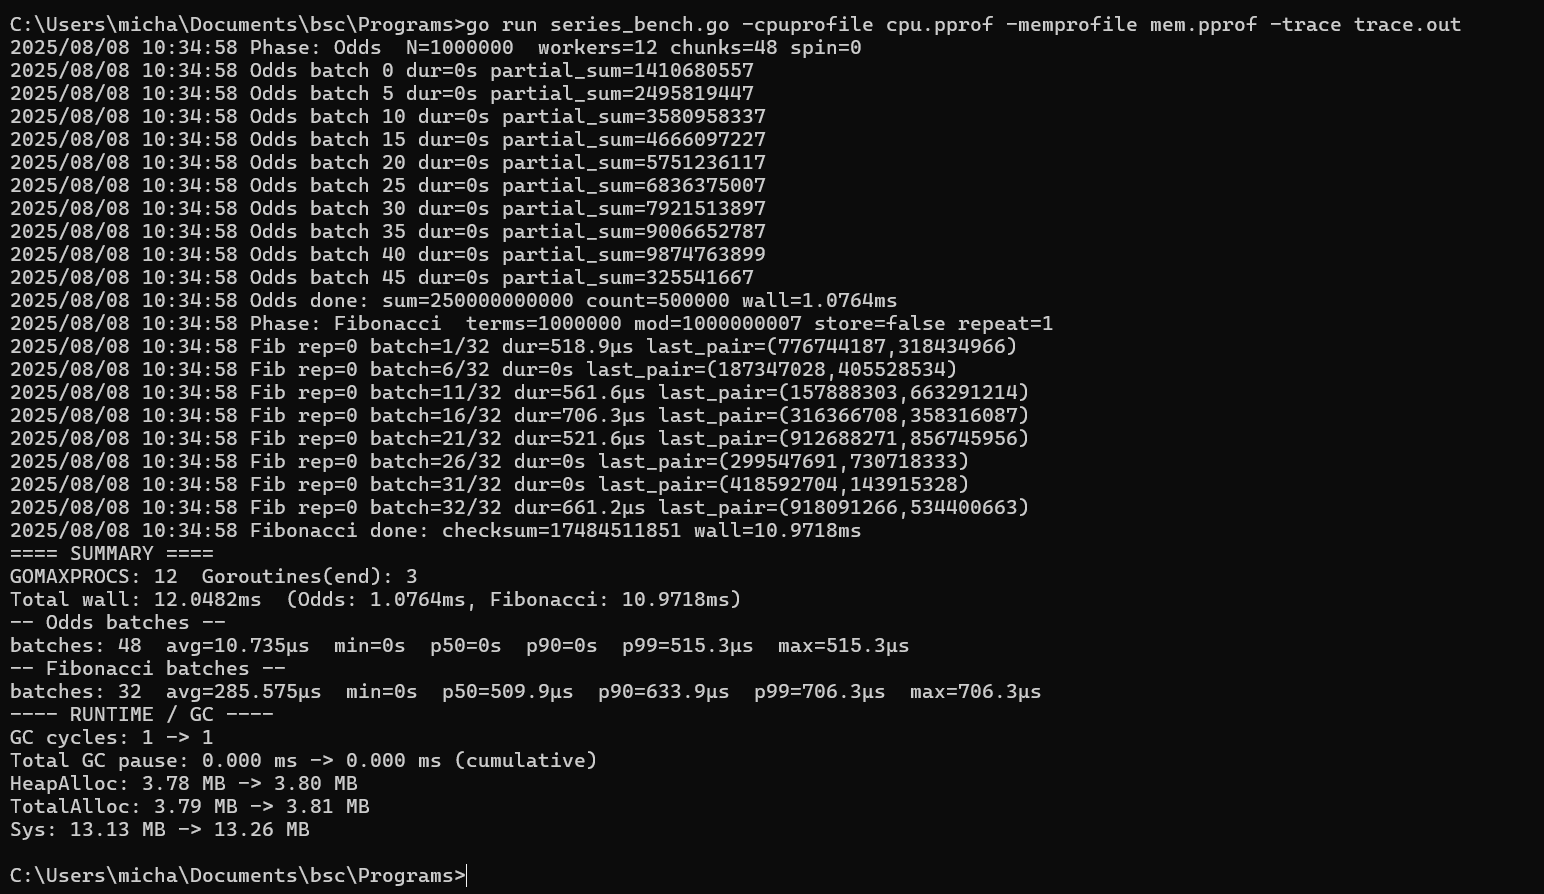 C:\Users\micha\Documents\bsc\Programs>go run series_bench.go -cpuprofile cpu.pprof -memprofile mem.pprof -trace trace.out
2025/08/08 10:34:58 Phase: Odds  N=1000000  workers=12 chunks=48 spin=0
2025/08/08 10:34:58 Odds batch 0 dur=0s partial_sum=1410680557
2025/08/08 10:34:58 Odds batch 5 dur=0s partial_sum=2495819447
2025/08/08 10:34:58 Odds batch 10 dur=0s partial_sum=3580958337
2025/08/08 10:34:58 Odds batch 15 dur=0s partial_sum=4666097227
2025/08/08 10:34:58 Odds batch 20 dur=0s partial_sum=5751236117
2025/08/08 10:34:58 Odds batch 25 dur=0s partial_sum=6836375007
2025/08/08 10:34:58 Odds batch 30 dur=0s partial_sum=7921513897
2025/08/08 10:34:58 Odds batch 35 dur=0s partial_sum=9006652787
2025/08/08 10:34:58 Odds batch 40 dur=0s partial_sum=9874763899
2025/08/08 10:34:58 Odds batch 45 dur=0s partial_sum=325541667
2025/08/08 10:34:58 Odds done: sum=250000000000 count=500000 wall=1.0764ms
2025/08/08 10:34:58 Phase: Fibonacci  terms=1000000 mod=1000000007 store=false repeat=1
2025/08/08 10:34:58 Fib rep=0 batch=1/32 dur=518.9µs last_pair=(776744187,318434966)
2025/08/08 10:34:58 Fib rep=0 batch=6/32 dur=0s last_pair=(187347028,405528534)
2025/08/08 10:34:58 Fib rep=0 batch=11/32 dur=561.6µs last_pair=(157888303,663291214)
2025/08/08 10:34:58 Fib rep=0 batch=16/32 dur=706.3µs last_pair=(316366708,358316087)
2025/08/08 10:34:58 Fib rep=0 batch=21/32 dur=521.6µs last_pair=(912688271,856745956)
2025/08/08 10:34:58 Fib rep=0 batch=26/32 dur=0s last_pair=(299547691,730718333)
2025/08/08 10:34:58 Fib rep=0 batch=31/32 dur=0s last_pair=(418592704,143915328)
2025/08/08 10:34:58 Fib rep=0 batch=32/32 dur=661.2µs last_pair=(918091266,534400663)
2025/08/08 10:34:58 Fibonacci done: checksum=17484511851 wall=10.9718ms
==== SUMMARY ====
GOMAXPROCS: 12  Goroutines(end): 3
Total wall: 12.0482ms  (Odds: 1.0764ms, Fibonacci: 10.9718ms)
-- Odds batches --
batches: 48  avg=10.735µs  min=0s  p50=0s  p90=0s  p99=515.3µs  max=515.3µs
-- Fibonacci batches --
batches: 32  avg=285.575µs  min=0s  p50=509.9µs  p90=633.9µs  p99=706.3µs  max=706.3µs
---- RUNTIME / GC ----
GC cycles: 1 -> 1
Total GC pause: 0.000 ms -> 0.000 ms (cumulative)
HeapAlloc: 3.78 MB -> 3.80 MB
TotalAlloc: 3.79 MB -> 3.81 MB
Sys: 13.13 MB -> 13.26 MB
C:\Users\micha\Documents\bsc\Programs>